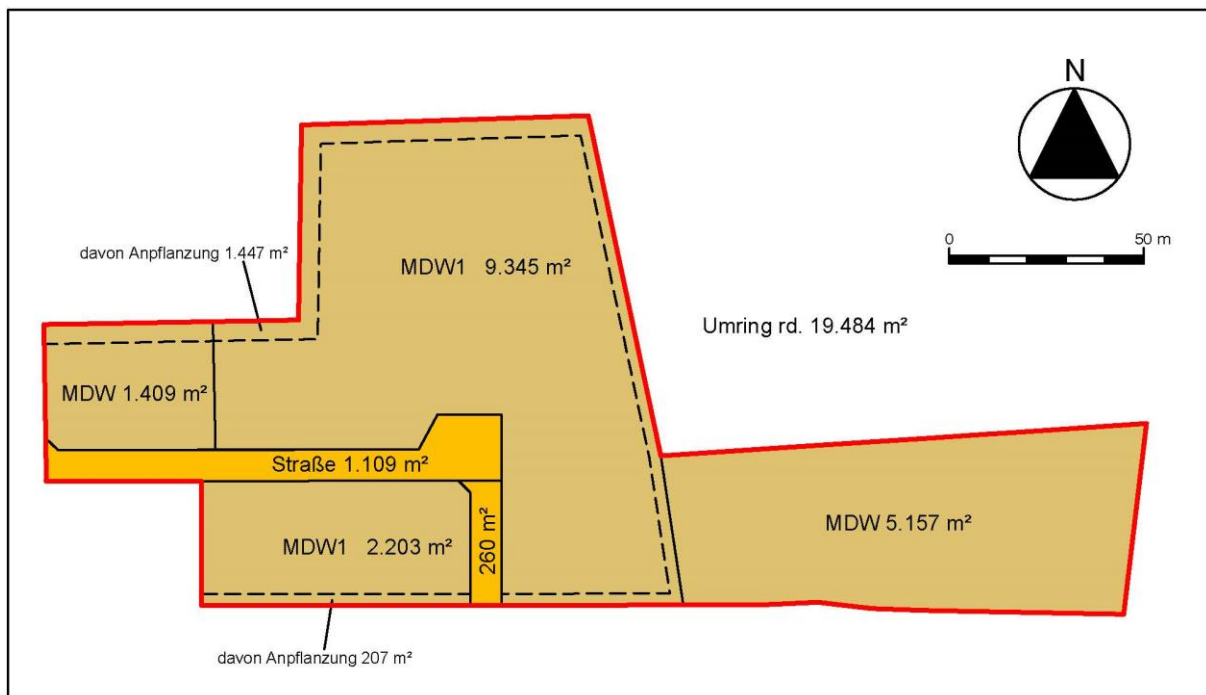 N
0 50 m
davon Anpflanzung 1.447 m²
MDW1 9.345 m²
Umring rd. 19.484 m²
MDW 1.409 m²
Straße 1.109 m²
MDW 5.157 m²
MDW1 2.203 m²
260 m²
davon Anpflanzung 207 m²